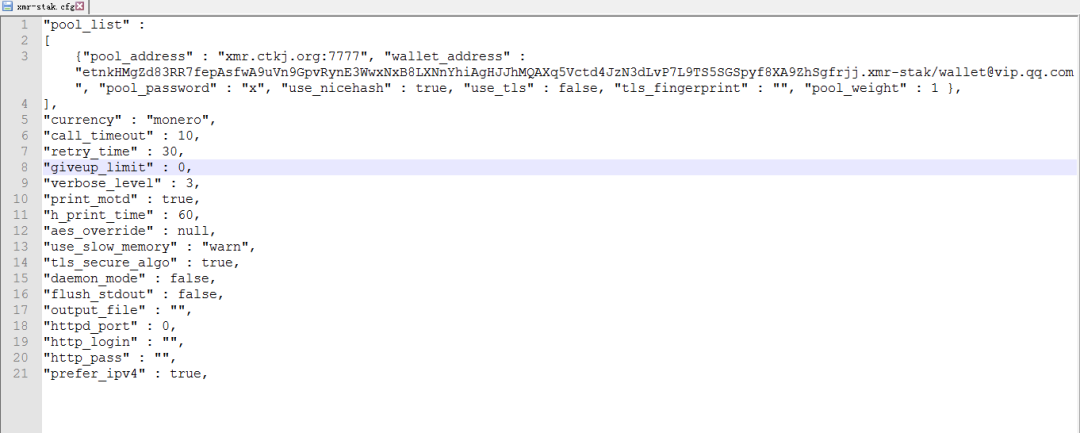 xmr-stak.cfg
1 "pool_list" :
2 [
3 {"pool_address" : "xmr.ctkj.org:7777", "wallet_address" :
"etnkHMgZd83RR7fepAsfwA9uVn9GpvRynE3WwxNxB8LXNnYhiAgHJJhMQAXq5Vctd4JzN3dLvP7L9TS5SGSpyf8XA9ZhSgfrjj.xmr-stak/wallet@vip.qq.com
", "pool_password" : "x", "use_nicehash" : true, "use_tls" : false, "tls_fingerprint" : "", "pool_weight" : 1 },
4 ],
5 "currency" : "monero",
6 "call_timeout" : 10,
7 "retry_time" : 30,
8 "giveup_limit" : 0,
9 "verbose_level" : 3,
10 "print_motd" : true,
11 "h_print_time" : 60,
12 "aes_override" : null,
13 "use_slow_memory" : "warn",
14 "tls_secure_algo" : true,
15 "daemon_mode" : false,
16 "flush_stdout" : false,
17 "output_file" : "",
18 "httpd_port" : 0,
19 "http_login" : "",
20 "http_pass" : "",
21 "prefer_ipv4" : true,